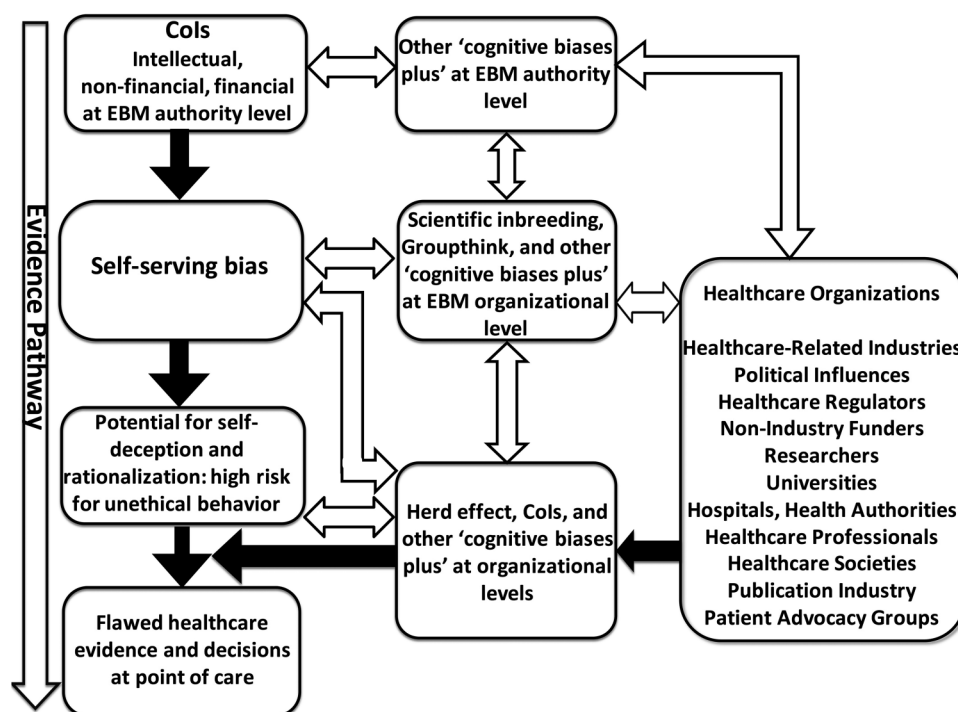 CoIs
Intellectual,
non-financial, financial
at EBM authority level
Other ‘cognitive biases
plus’ at EBM authority
level
Evidence Pathway
Self-serving bias
Scientific inbreeding,
Groupthink, and other
‘cognitive biases plus’
at EBM organizational
level
Healthcare Organizations
Healthcare-Related Industries
Political Influences
Healthcare Regulators
Non-Industry Funders
Researchers
Universities
Hospitals, Health Authorities
Healthcare Professionals
Healthcare Societies
Publication Industry
Patient Advocacy Groups
Potential for self-
deception and
rationalization: high risk
for unethical behavior
Herd effect, CoIs, and
other ‘cognitive biases
plus’ at organizational
levels
Flawed healthcare
evidence and decisions
at point of care